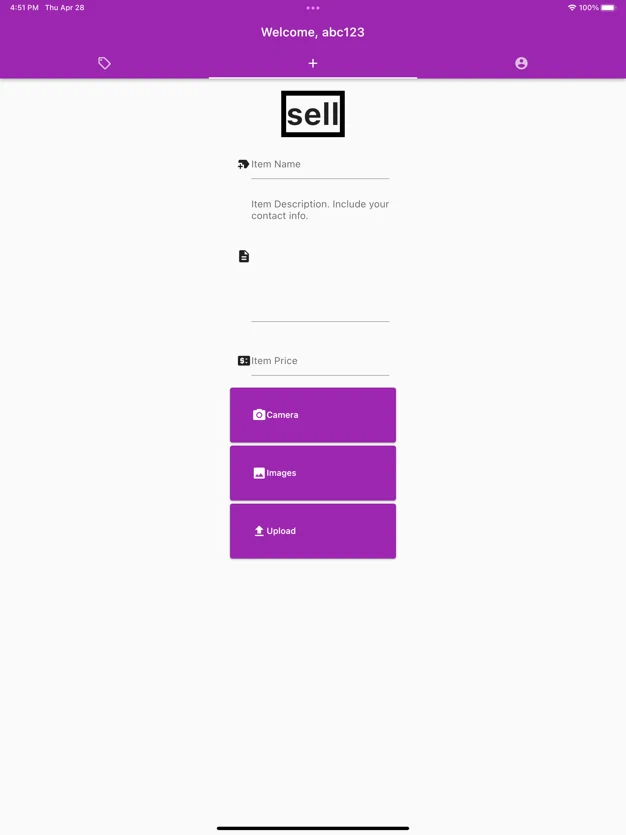 4:51 PM Thu Apr 28
100%
Welcome, abc123
sell
Item Name
Item Description. Include your
contact info.
Item Price
Camera
Images
Upload